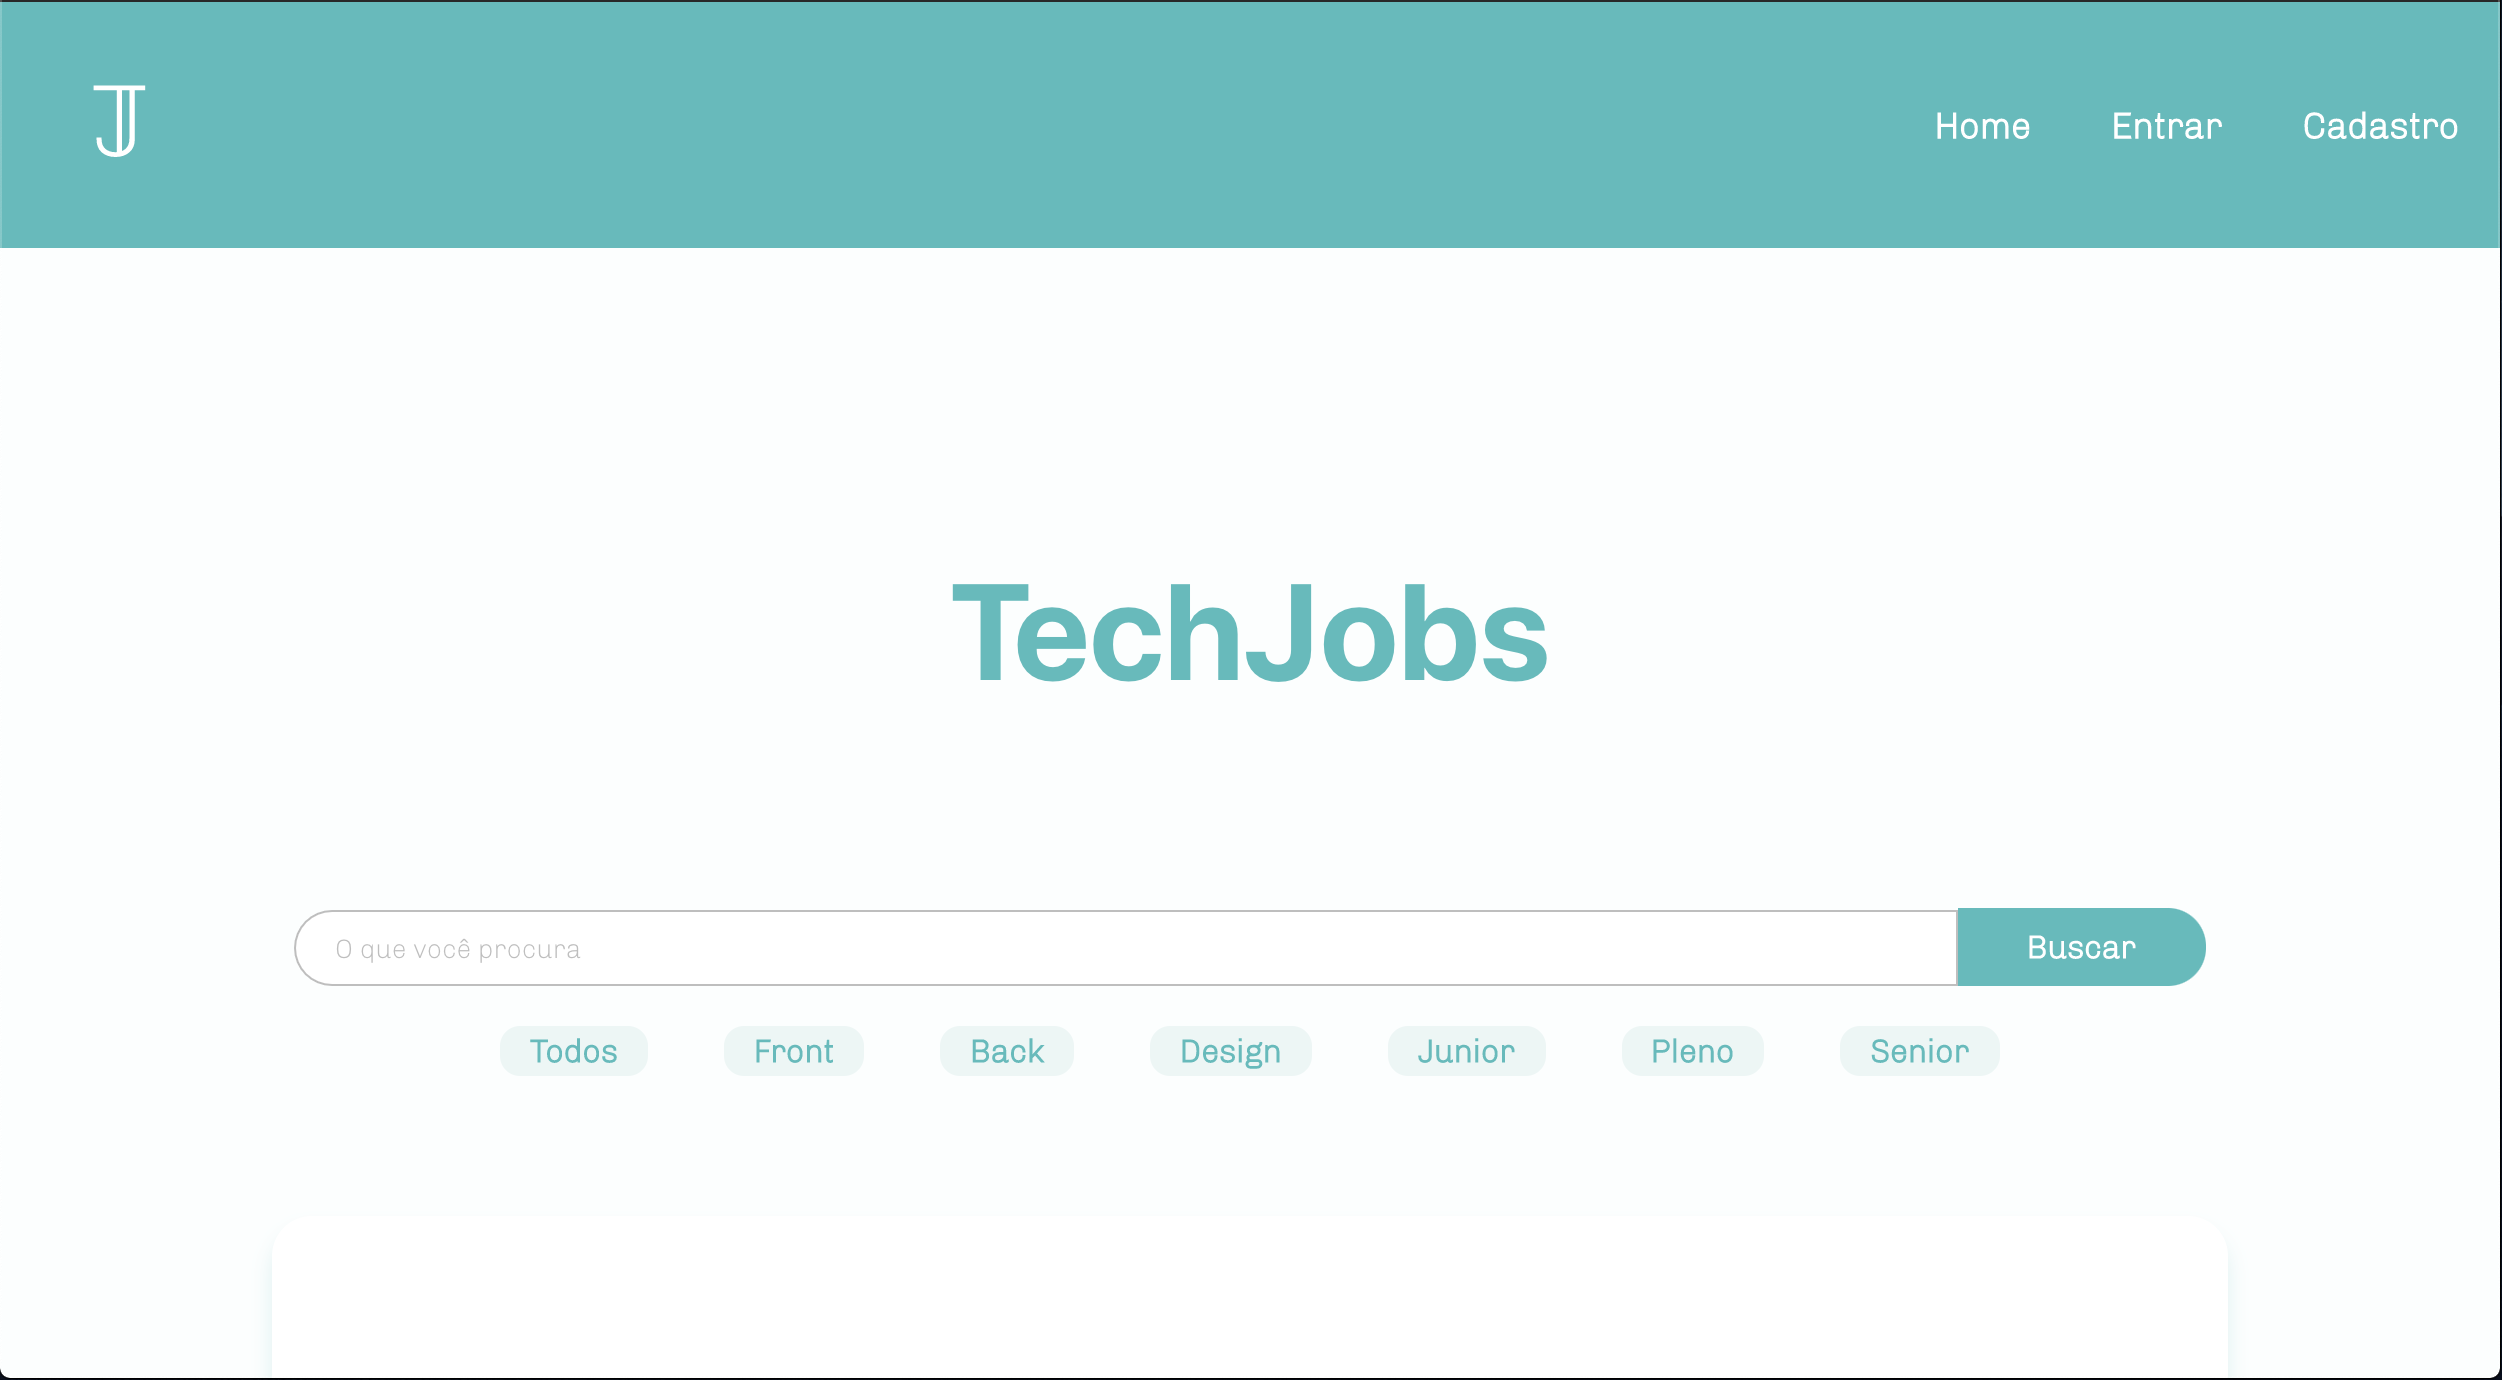 TJ
Home Entrar Cadastro
TechJobs
O que você procura
Buscar
Todos Front Back Design Junior Pleno Senior